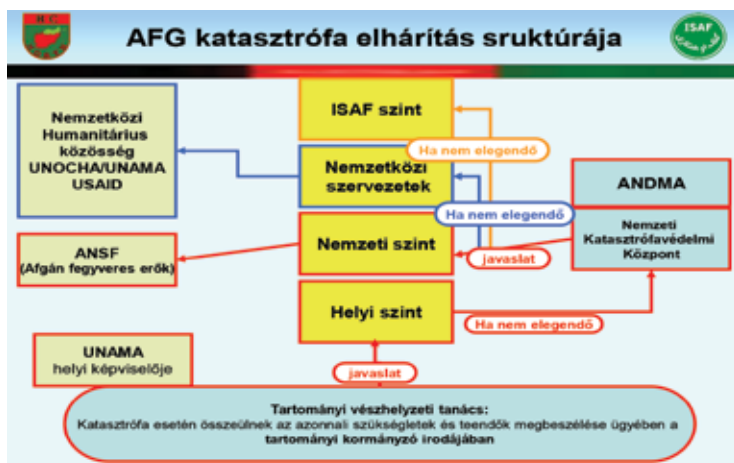 AFG katasztrófa elhárítás sruktúrája
ISAF
Nemzetközi
Humanitárius
közösség
UNOCHA/UNAMA
USAID
ISAF szint
Ha nem elegendő
Nemzetközi
szervezetek
ANDMA
Ha nem elegendő
Nemzeti
Katasztrófavédelmi
Központ
ANSF
(Afgán fegyveres erők)
Nemzeti szint
javaslat
Helyi szint
Ha nem elegendő
UNAMA
helyi képviselője
javaslat
Tartományi vészhelyzeti tanács:
Katasztrófa esetén összeülnek az azonnali szükségletek és teendők megbeszélése ügyében a
tartományi kormányzó irodájában